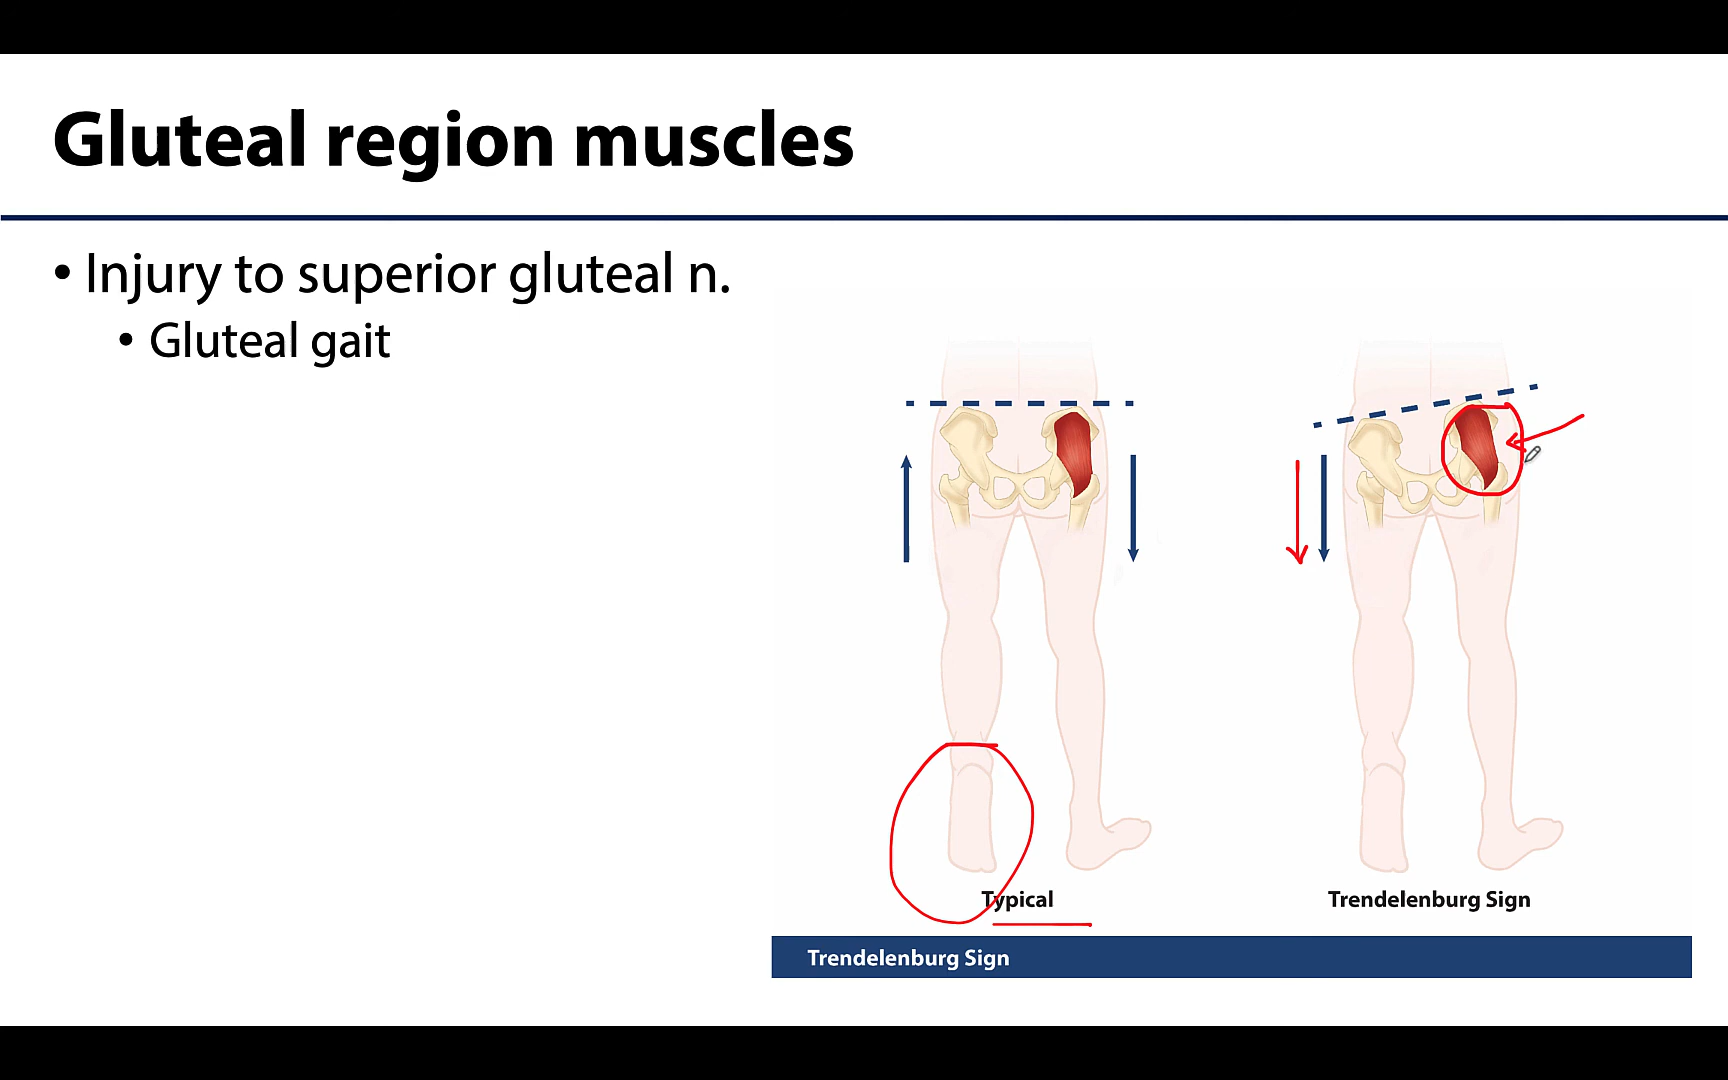 Gluteal region muscles
• Injury to superior gluteal n.
• Gluteal gait
Typical
Trendelenburg Sign
Trendelenburg Sign